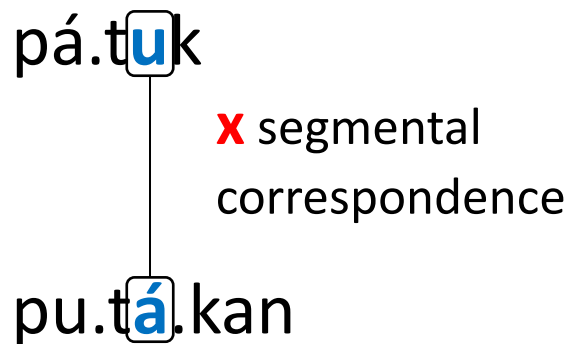 pá.tuk
x segmental
correspondence
pu.tá.kan